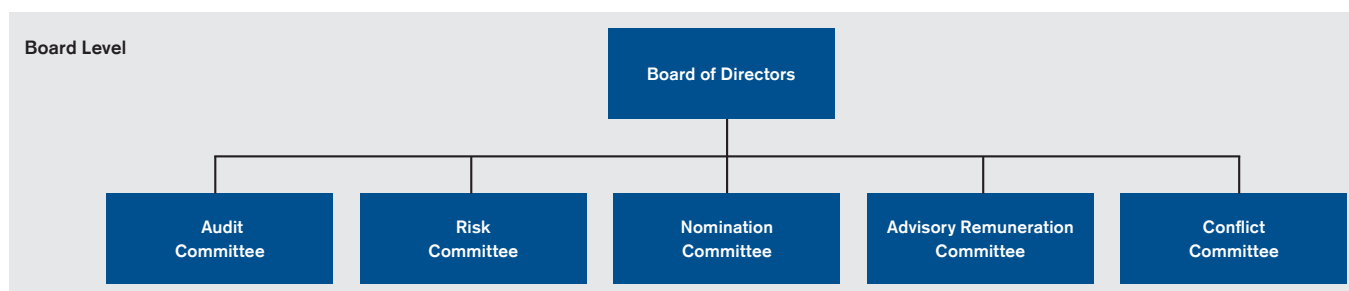 Board Level
Board of Directors
Audit
Committee
Risk
Committee
Nomination
Committee
Advisory Remuneration
Committee
Conflict
Committee